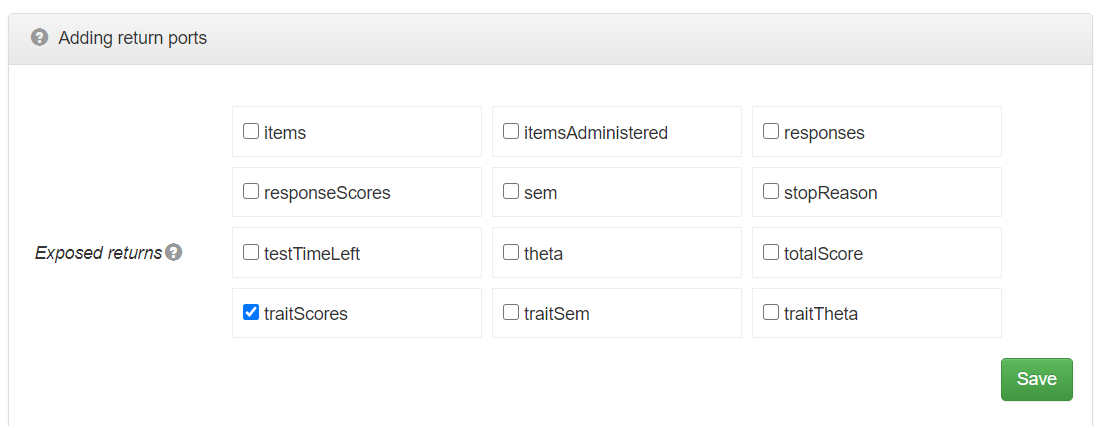 Adding return ports
items itemsAdministered responses
responseScores sem stopReason
Exposed returns
testTimeLeft theta totalScore
traitScores traitSem traitTheta
Save